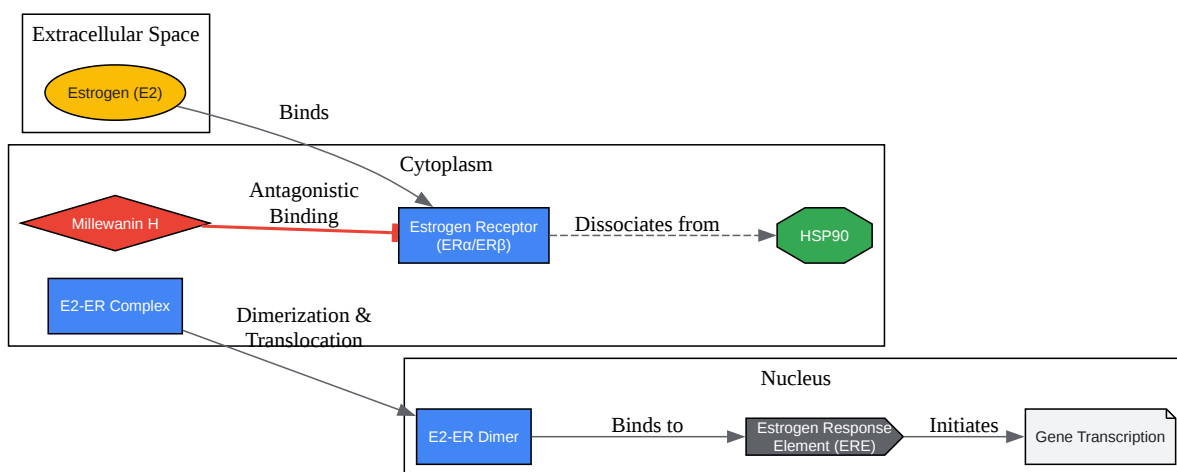 Extracellular Space
Estrogen (E2)
Binds
Cytoplasm
Millewanin H
Antagonistic
Binding
Estrogen Receptor
(ERα/ERβ)
Dissociates from
HSP90
E2-ER Complex
Dimerization &
Translocation
Nucleus
E2-ER Dimer
Binds to
Estrogen Response
Element (ERE)
Initiates
Gene Transcription